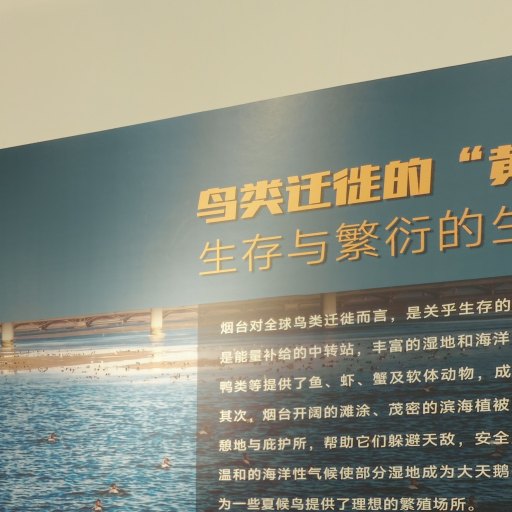 鸟类迁徙的“黄
生存与繁衍的生
烟台对全球鸟类迁徙而言，是关乎生存的
是能量补给的中转站，丰富的湿地和海洋
鸭类等提供了鱼、虾、蟹及软体动物，成
其次，烟台开阔的滩涂、茂密的滨海植被
憩地与庇护所，帮助它们躲避天敌，安全
温和的海洋性气候使部分湿地成为大天鹅
为一些夏候鸟提供了理想的繁殖场所。